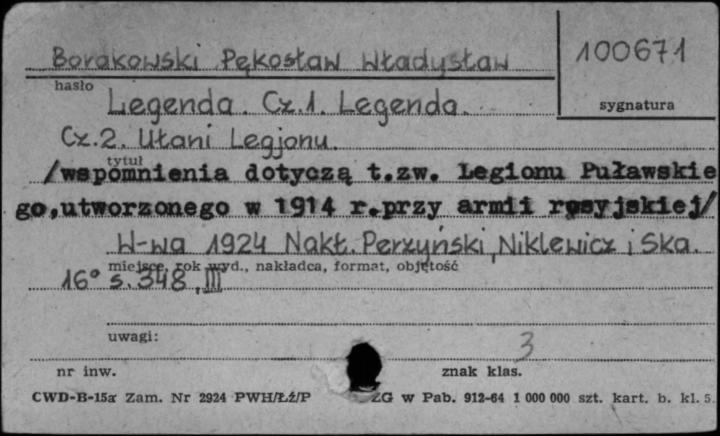 Borakowski Pękosław Władysław
100671
hasło
sygnatura
Legenda. Cz.1. Legenda.
Cz.2. Ułani Legjonu.
tytuł
/wspomnienia dotyczą t.zw. Legionu Puławskie
go,utworzonego w 1914 r.przy armii rosyjskiej/
W-wa 1924 Nakł. Perzyński, Niklewicz i Ska.
miejsce, rok wyd., nakładca, format, objętość
16° s. 348, III
uwagi:
3
nr inw.
znak klas.
CWD-B-15a Zam. Nr 2924 PWH/Łź/P ZG w Pab. 912-64 1 000 000 szt. kart. b. kl. 5.